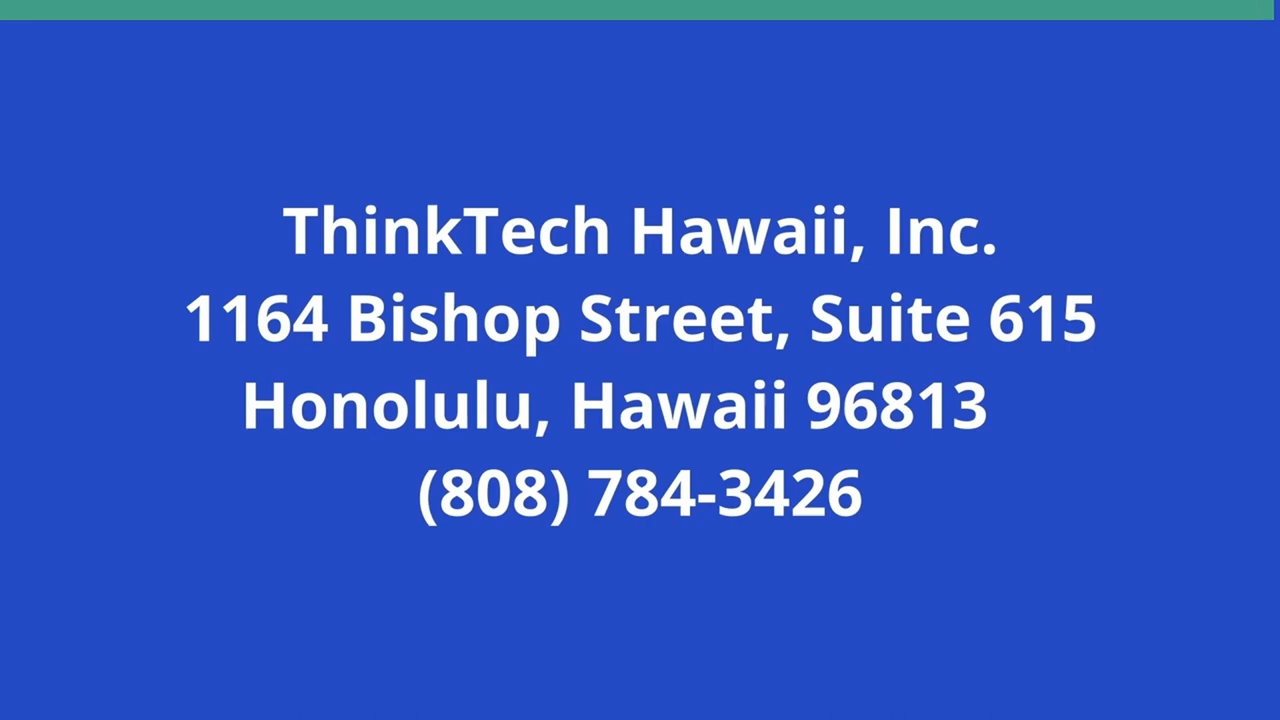 ThinkTech Hawaii, Inc.
1164 Bishop Street, Suite 615
Honolulu, Hawaii 96813
(808) 784-3426